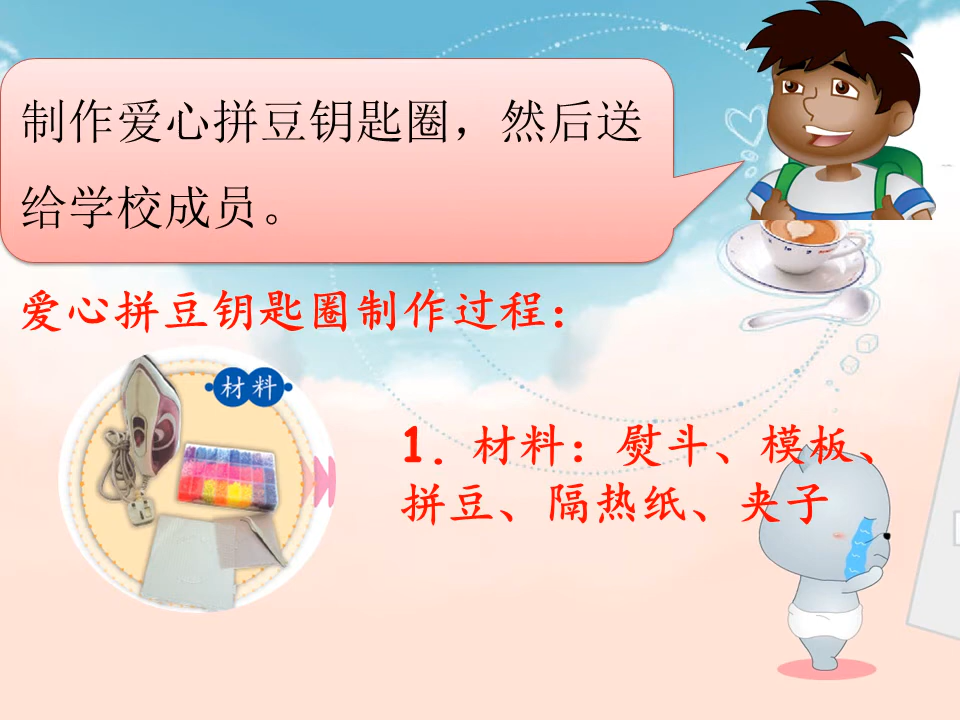 制作爱心拼豆钥匙圈，然后送
给学校成员。
爱心拼豆钥匙圈制作过程：
材料
1．材料：熨斗、模板、
拼豆、隔热纸、夹子